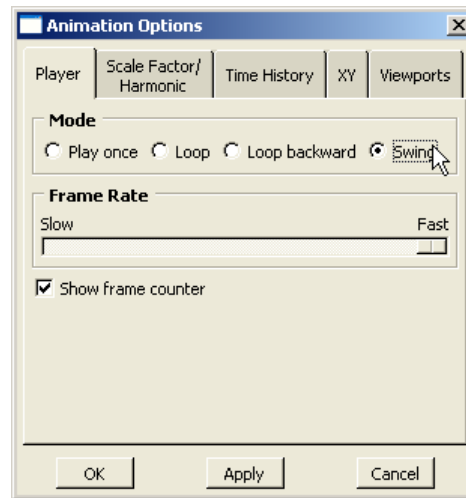 Animation Options
Player
Scale Factor/
Harmonic
Time History
XY
Viewports
Mode
Play once
Loop
Loop backward
Swing
Frame Rate
Slow
Fast
Show frame counter
OK
Apply
Cancel